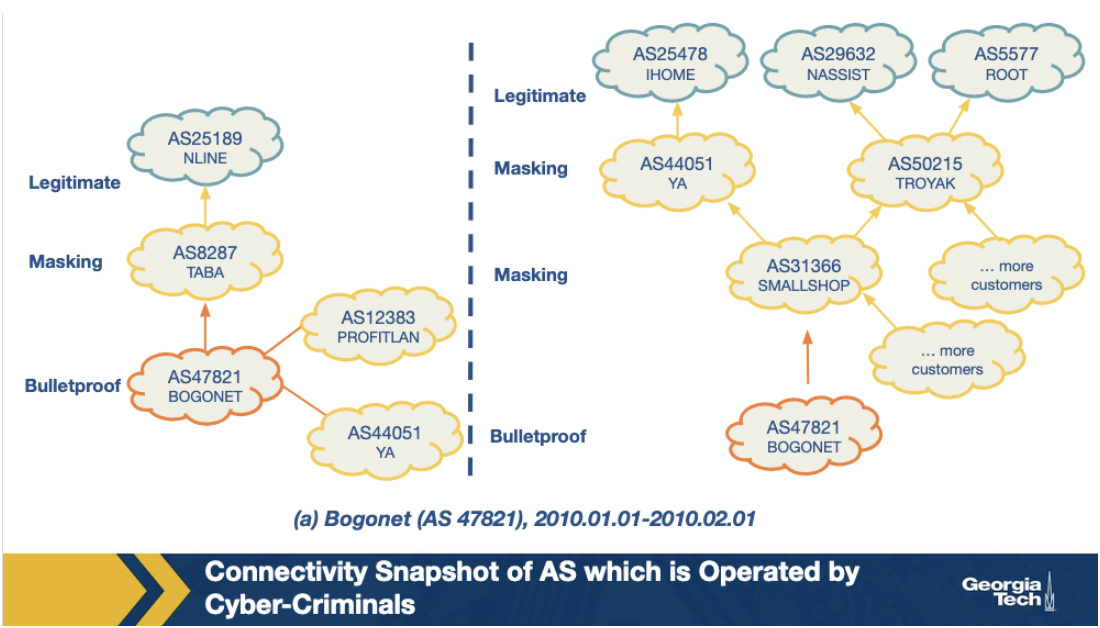 AS25189
NLINE
Legitimate
AS8287
TABA
Masking
AS12383
PROFITLAN
AS47821
BOGONET
Bulletproof
AS44051
YA
AS25478
IHOME
AS29632
NASSIST
AS5577
ROOT
Legitimate
AS44051
YA
AS50215
TROYAK
Masking
AS31366
SMALLSHOP
... more
customers
Masking
... more
customers
AS47821
BOGONET
Bulletproof
(a) Bogonet (AS 47821), 2010.01.01-2010.02.01
Connectivity Snapshot of AS which is Operated by
Cyber-Criminals
Georgia
Tech